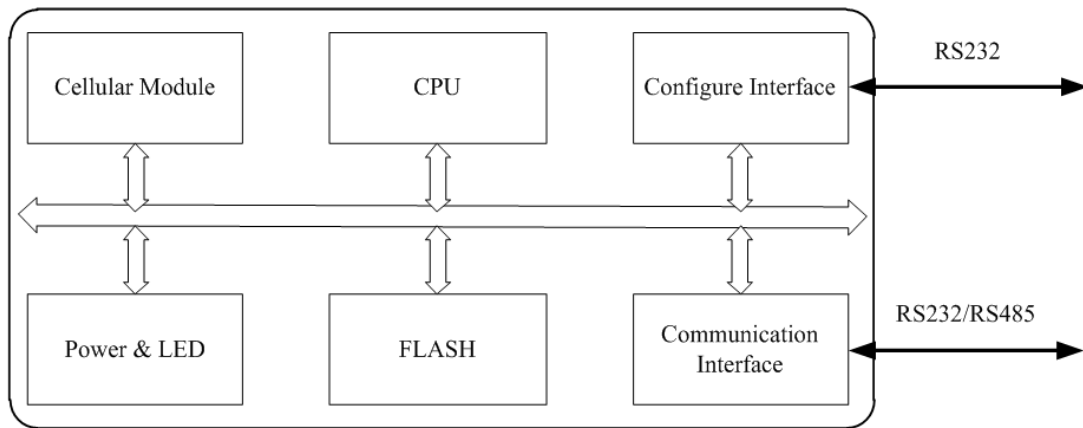 Cellular Module
CPU
Configure Interface
RS232
Power & LED
FLASH
Communication
Interface
RS232/RS485